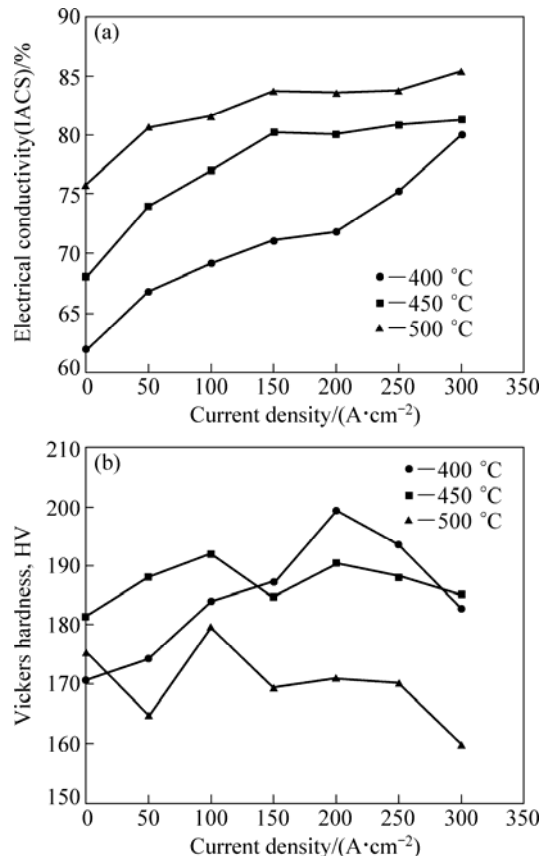 (a)
90
85
80
75
70
65
60
Electrical conductivity(IACS)/%
—400 °C
—450 °C
—500 °C
0 50 100 150 200 250 300 350
Current density/(A·cm⁻²)
(b)
210
200
190
180
170
160
150
Vickers hardness, HV
—400 °C
—450 °C
—500 °C
0 50 100 150 200 250 300 350
Current density/(A·cm⁻²)